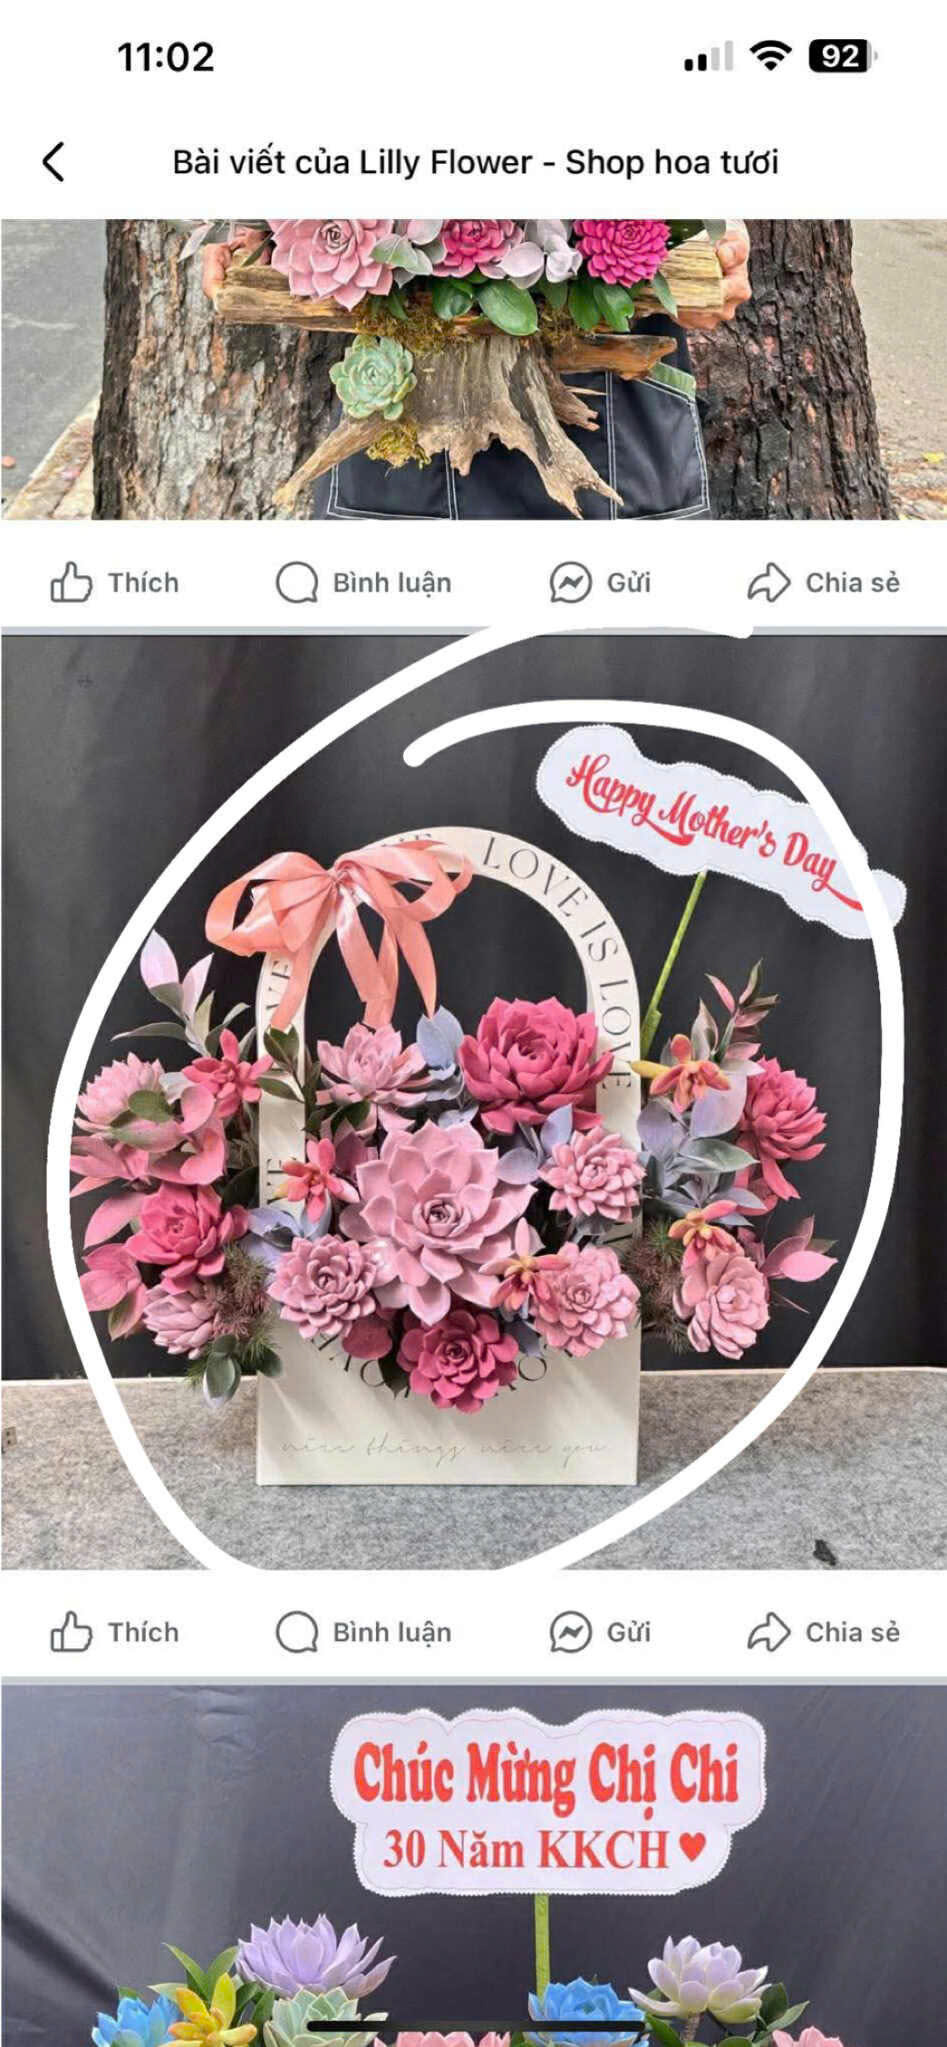 11:02
92
Bài viết của Lilly Flower - Shop hoa tươi
Thích
Bình luận
Gửi
Chia sẻ
Happy Mother's Day
LOVE IS LOVE
nice things nice you
Thích
Bình luận
Gửi
Chia sẻ
Chúc Mừng Chị Chi
30 Năm KKCH♥